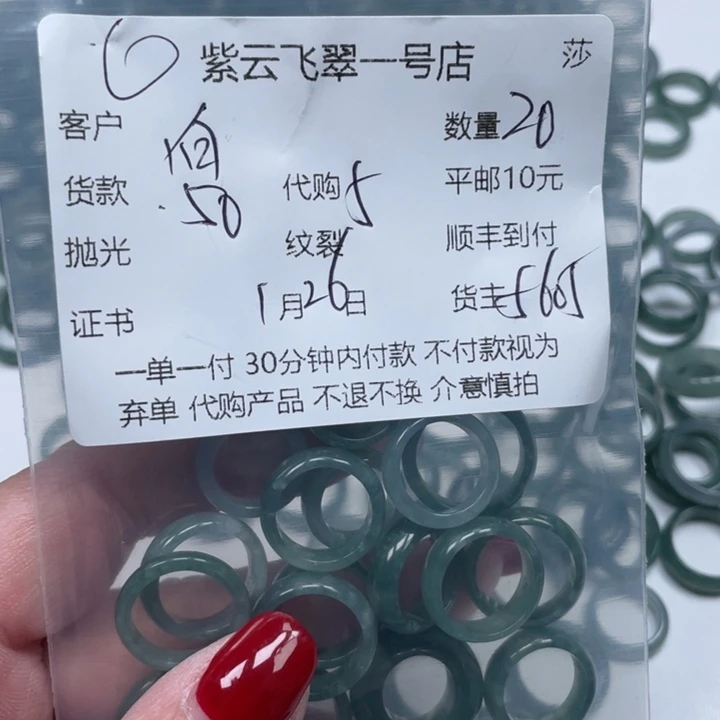 6 紫云飞翠一号店 莎
客户 数量 20
货款 50 代购 5 平邮10元
抛光 纹裂 顺丰到付
证书 1月26日 货主 5605
一单一付 30分钟内付款 不付款视为
弃单 代购产品 不退不换 介意慎拍